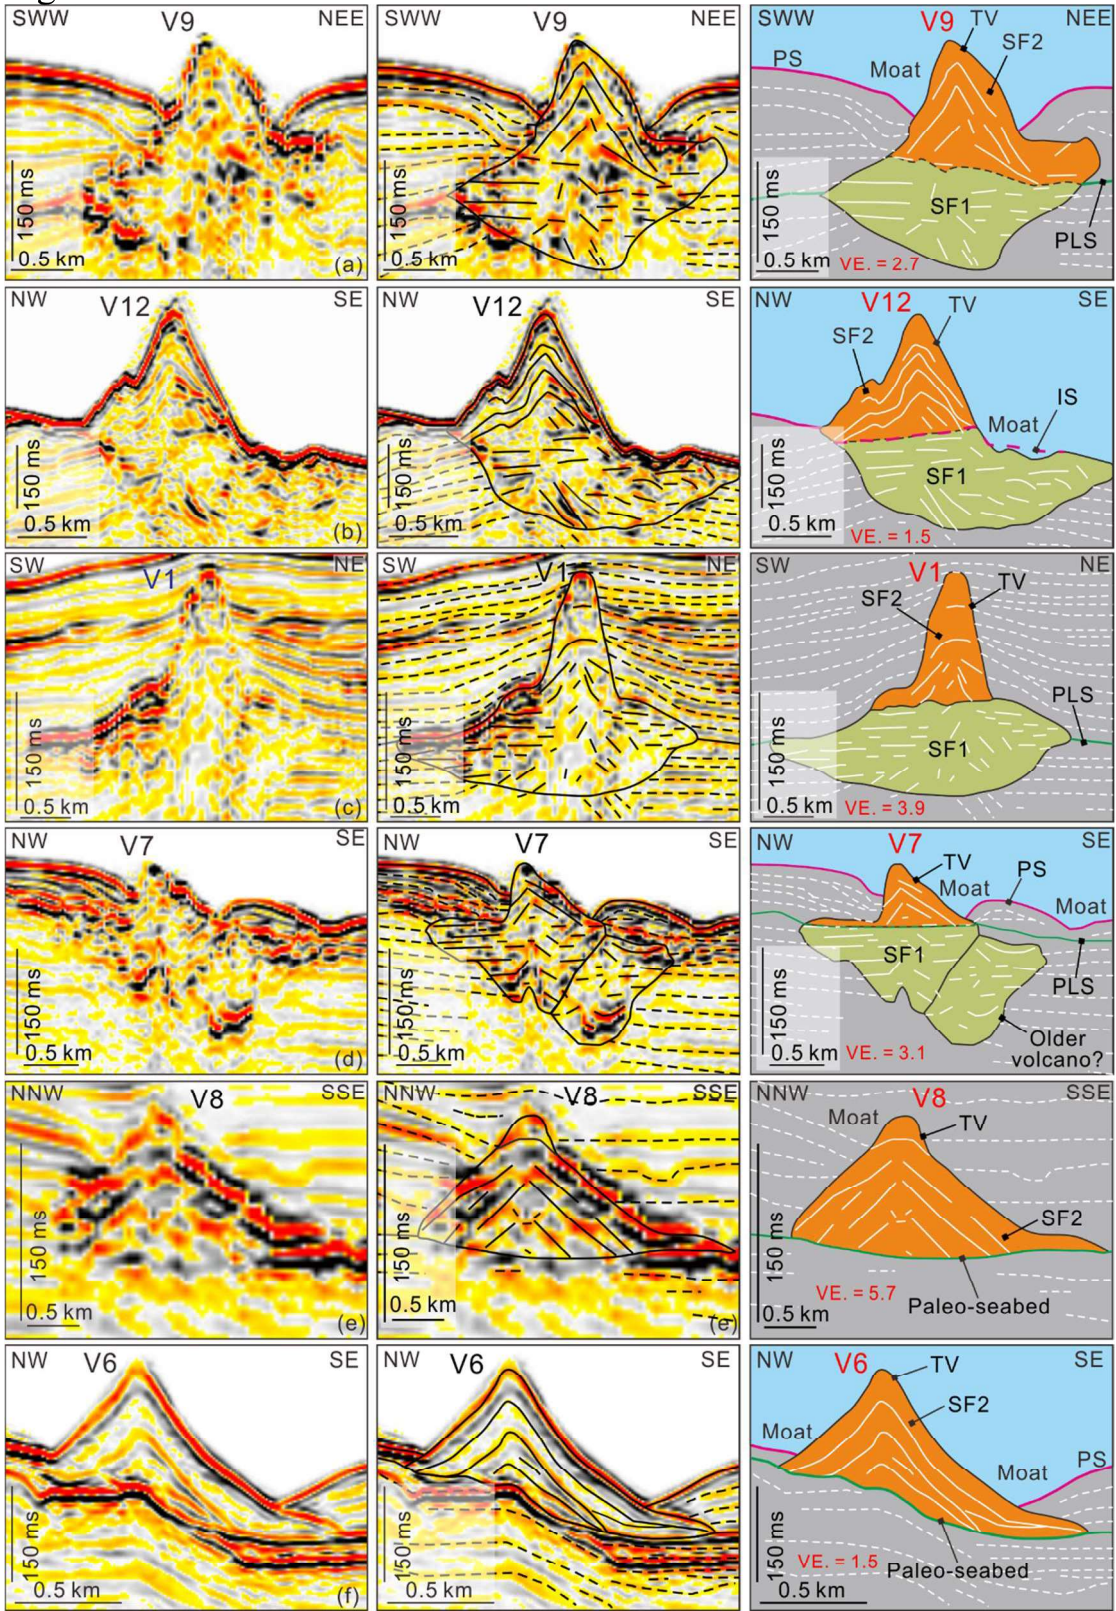 SWW V9 NEE
150 ms
0.5 km
(a)
SWW V9 NEE
150 ms
0.5 km
SWW V9 TV NEE
SF2
PS
Moat
SF1
PLS
150 ms
0.5 km
VE. = 2.7
NW V12 SE
150 ms
0.5 km
(b)
NW V12 SE
150 ms
0.5 km
NW V12 TV SE
SF2
IS
Moat
SF1
150 ms
0.5 km
VE. = 1.5
SW V1 NE
150 ms
0.5 km
(c)
SW V1 NE
150 ms
0.5 km
SW V1 NE
TV
SF2
PLS
SF1
150 ms
0.5 km
VE. = 3.9
NW V7 SE
150 ms
0.5 km
(d)
NW V7 SE
150 ms
0.5 km
NW V7 SE
TV
PS
Moat
Moat
SF1
PLS
Older
volcano?
150 ms
0.5 km
VE. = 3.1
NNW V8 SSE
150 ms
0.5 km
(e)
NNW V8 SSE
150 ms
0.5 km
(e)
NNW V8 SSE
Moat
TV
SF2
150 ms
VE. = 5.7
Paleo-seabed
0.5 km
NW V6 SE
150 ms
0.5 km
(f)
NW V6 SE
150 ms
0.5 km
NW V6 TV SE
SF2
Moat
Moat
PS
150 ms
VE. = 1.5
Paleo-seabed
0.5 km